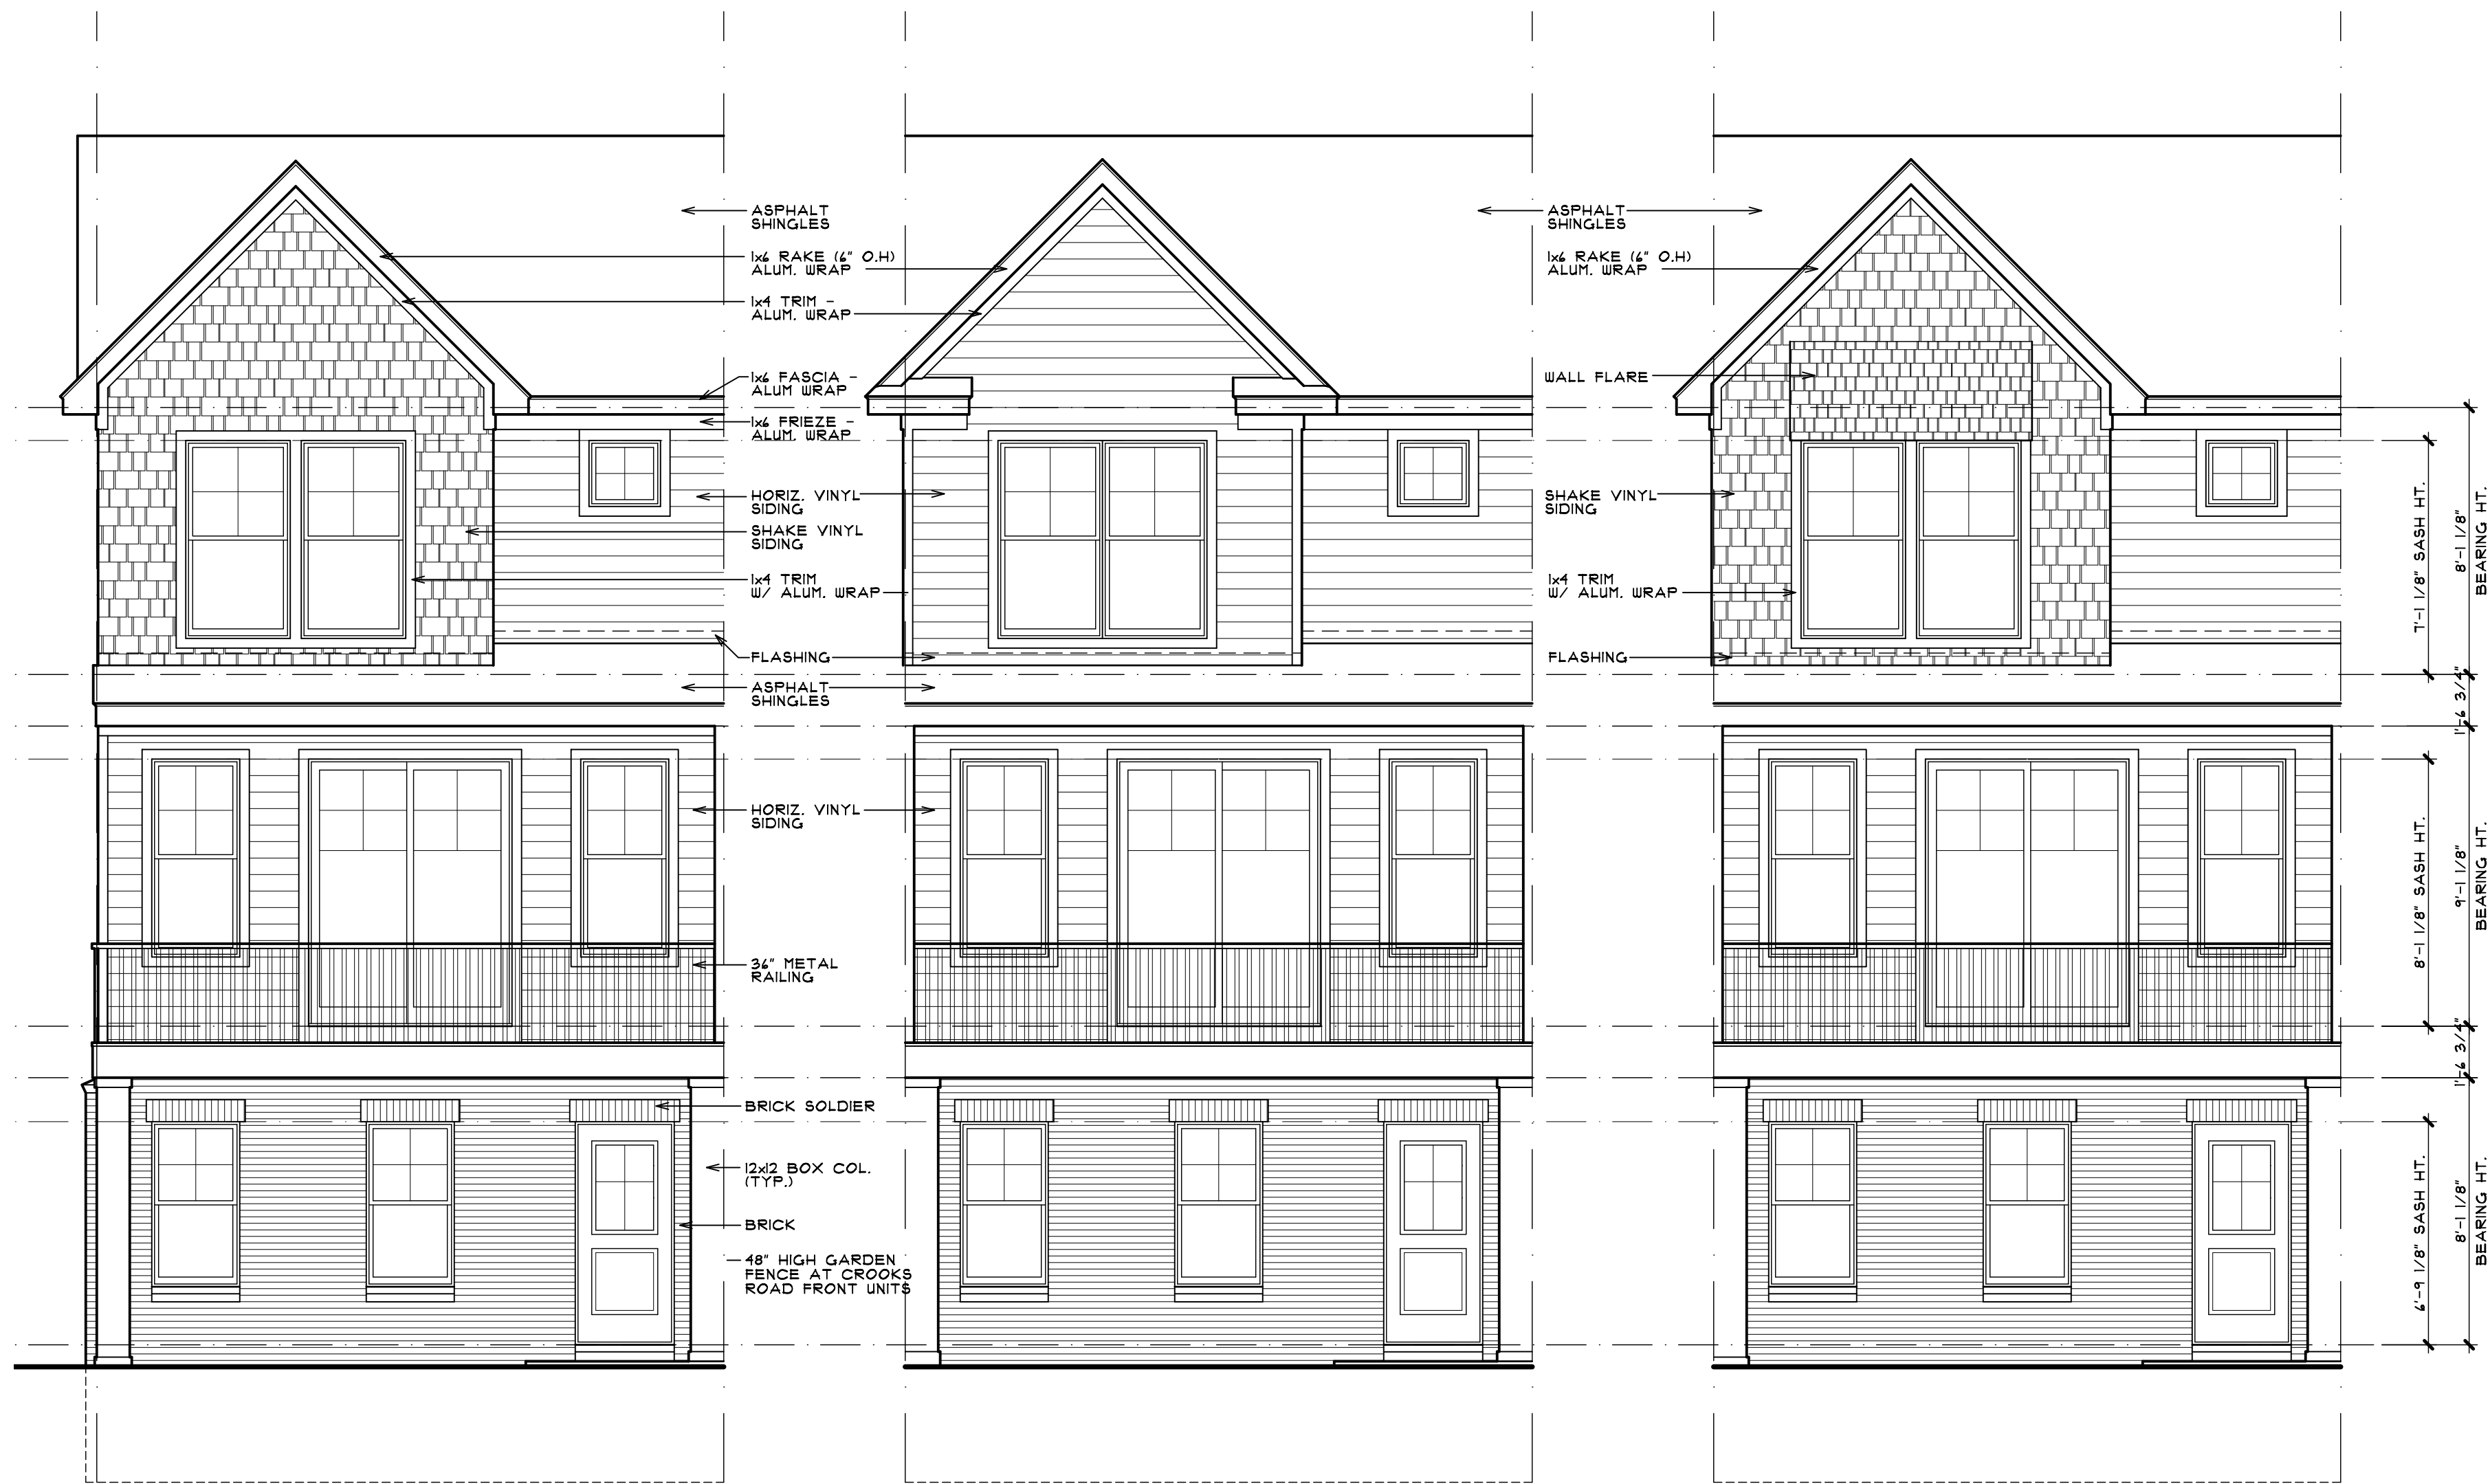 ASPHALT
SHINGLES
1x6 RAKE (6" O.H)
ALUM. WRAP
1x4 TRIM -
ALUM. WRAP
1x6 FASCIA -
ALUM WRAP
1x6 FRIEZE -
ALUM. WRAP
HORIZ. VINYL
SIDING
SHAKE VINYL
SIDING
1x4 TRIM
W/ ALUM. WRAP
FLASHING
ASPHALT
SHINGLES
HORIZ. VINYL
SIDING
36" METAL
RAILING
BRICK SOLDIER
12x12 BOX COL.
(TYP.)
BRICK
48" HIGH GARDEN
FENCE AT CROOKS
ROAD FRONT UNITS
ASPHALT
SHINGLES
1x6 RAKE (6" O.H)
ALUM. WRAP
WALL FLARE
SHAKE VINYL
SIDING
1x4 TRIM
W/ ALUM. WRAP
FLASHING
7'-1 1/8" SASH HT.
8'-1 1/8"
BEARING HT.
1'-6 3/4"
8'-1 1/8" SASH HT.
9'-1 1/8"
BEARING HT.
1'-6 3/4"
6'-9 1/8" SASH HT.
8'-1 1/8"
BEARING HT.